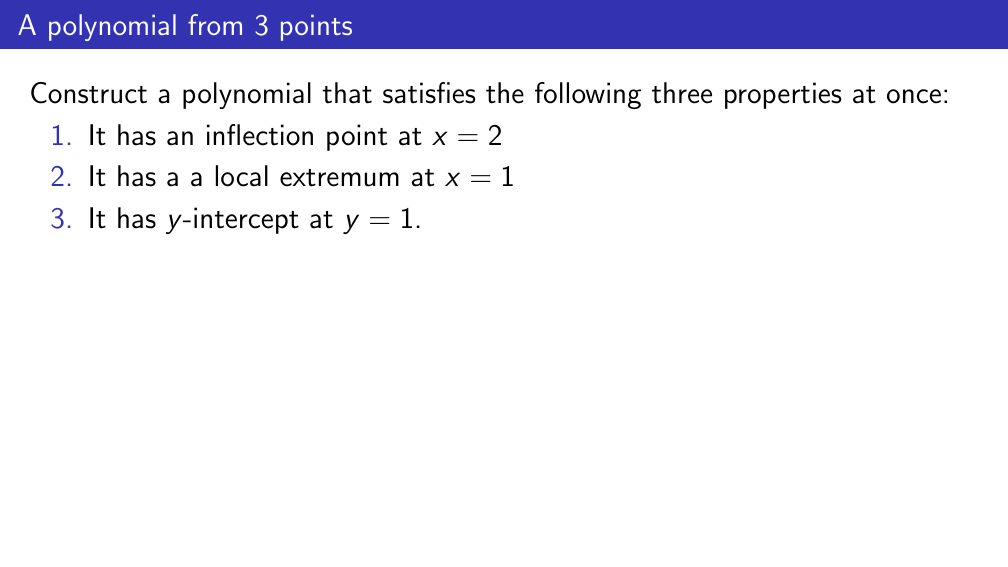 A polynomial from 3 points
Construct a polynomial that satisfies the following three properties at once:
1. It has an inflection point at x = 2
2. It has a a local extremum at x = 1
3. It has y-intercept at y = 1.